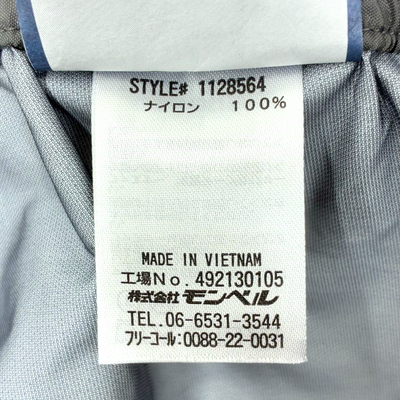 STYLE# 1128564
ナイロン 100%
MADE IN VIETNAM
工場No. 492130105
株式会社 モンベル
TEL.06-6531-3544
フリーコール:0088-22-0031